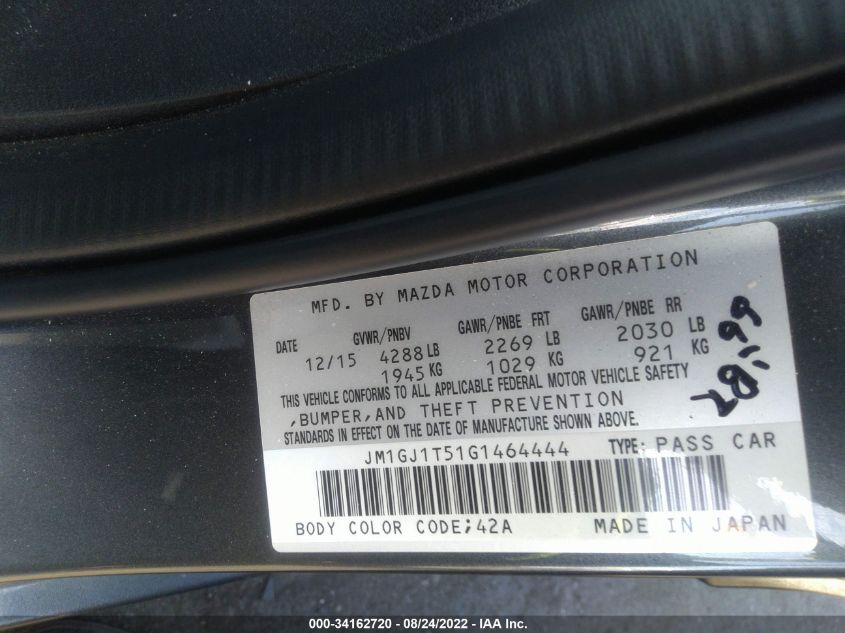 MFD. BY MAZDA MOTOR CORPORATION
DATE GVWR/PNBV GAWR/PNBE FRT GAWR/PNBE RR
12/15 4288 LB 2269 LB 2030 LB
1945 KG 1029 KG 921 KG
THIS VEHICLE CONFORMS TO ALL APPLICABLE FEDERAL MOTOR VEHICLE SAFETY
,BUMPER,AND THEFT PREVENTION
STANDARDS IN EFFECT ON THE DATE OF MANUFACTURE SHOWN ABOVE.
JM1GJ1T51G1464444 TYPE: PASS CAR
BODY COLOR CODE;42A MADE IN JAPAN
000-34162720 - 08/24/2022 - IAA Inc.